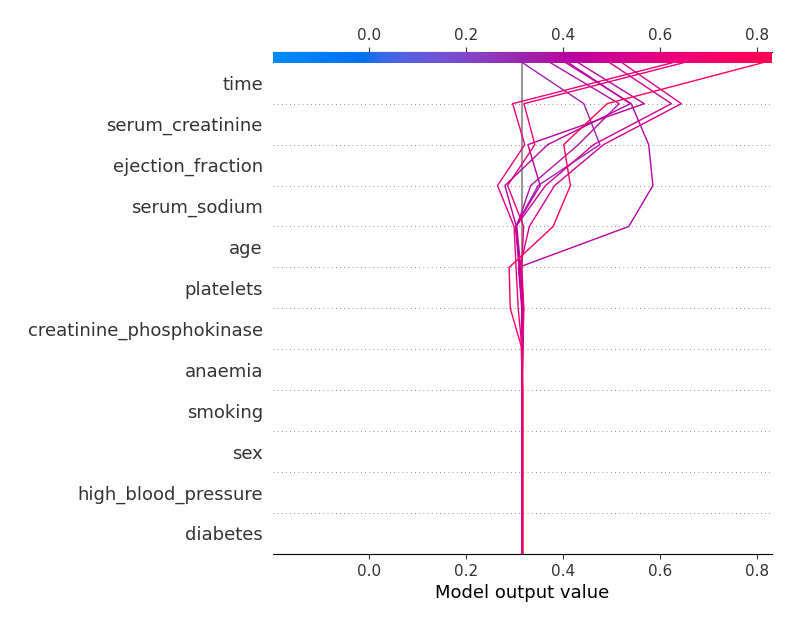 0.0 0.2 0.4 0.6 0.8
time
serum_creatinine
ejection_fraction
serum_sodium
age
platelets
creatinine_phosphokinase
anaemia
smoking
sex
high_blood_pressure
diabetes
0.0 0.2 0.4 0.6 0.8
Model output value